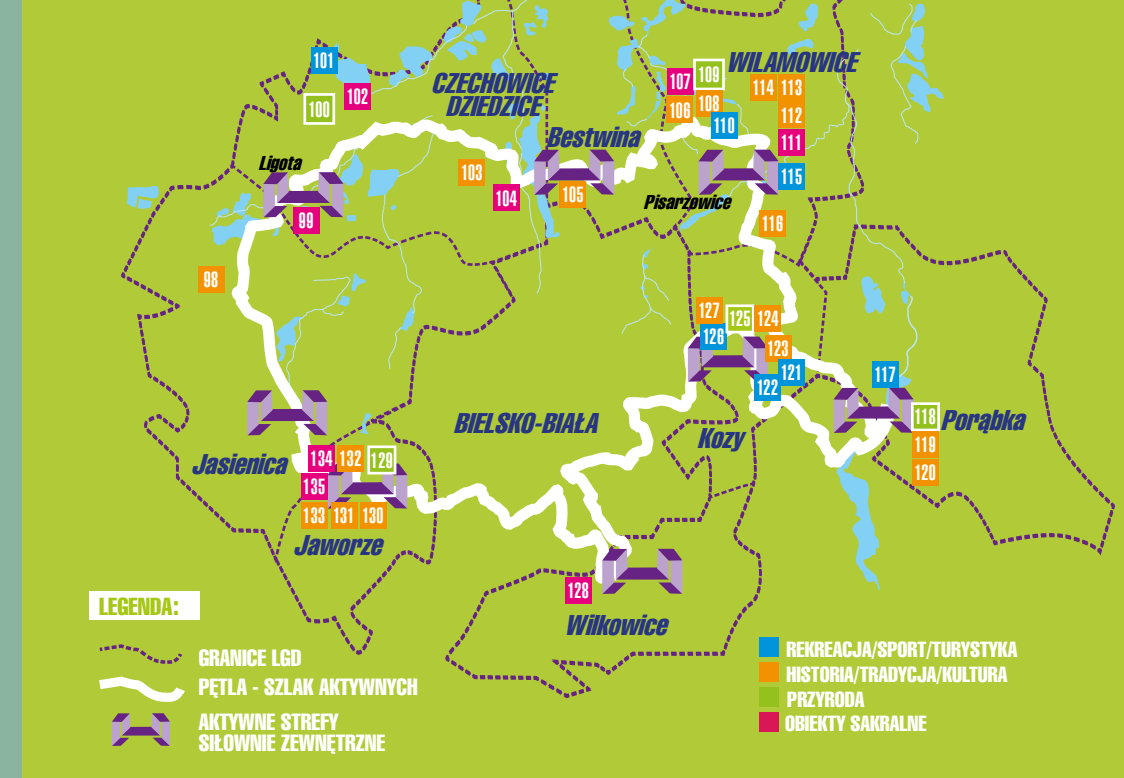 101
102
100
CZECHOWICE
DZIEDZICE
107
109
WILAMOWICE
114
113
106
108
112
110
111
Bestwina
Ligota
103
104
105
115
Pisarzowice
99
116
98
127
125
124
126
123
121
122
117
118
Porąbka
119
120
BIELSKO-BIAŁA
Kozy
Jasienica
134
132
129
135
133
131
130
Jaworze
128
Wilkowice
LEGENDA:
GRANICE LGD
PĘTLA - SZLAK AKTYWNYCH
AKTYWNE STREFY
SIŁOWNIE ZEWNĘTRZNE
REKREACJA/SPORT/TURYSTYKA
HISTORIA/TRADYCJA/KULTURA
PRZYRODA
OBIEKTY SAKRALNE